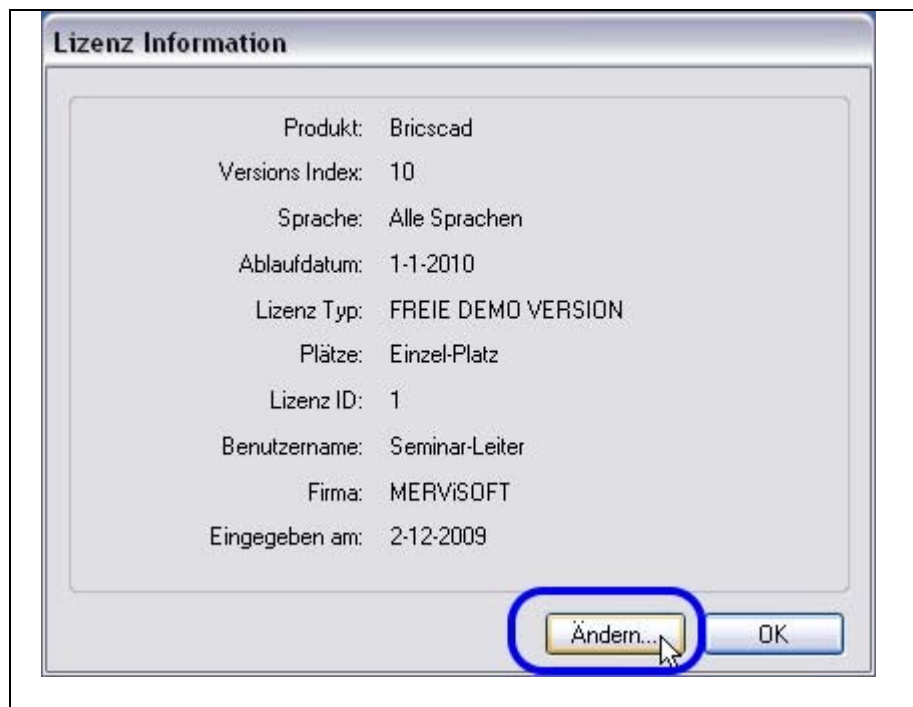 Lizenz Information
Produkt: Bricscad
Versions Index: 10
Sprache: Alle Sprachen
Ablaufdatum: 1-1-2010
Lizenz Typ: FREIE DEMO VERSION
Plätze: Einzel-Platz
Lizenz ID: 1
Benutzername: Seminar-Leiter
Firma: MERViSOFT
Eingegeben am: 2-12-2009
Ändern... OK